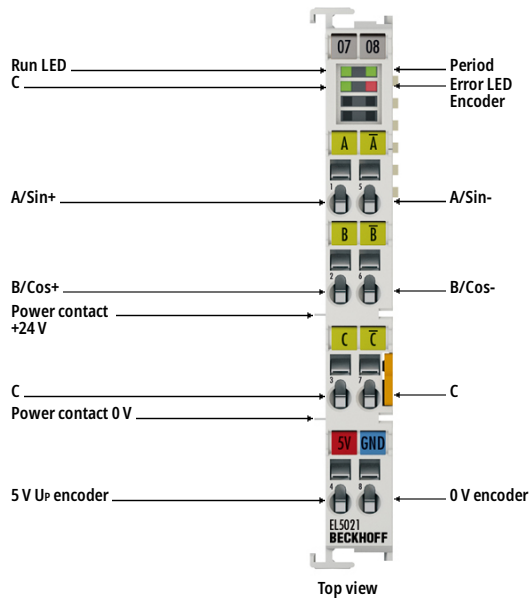 07 08
Run LED
Period
C
Error LED
Encoder
A A̅
1 5
A/Sin+
A/Sin-
B B̅
2 6
B/Cos+
B/Cos-
Power contact
+24 V
C C̅
3 7
C
C
Power contact 0 V
5V GND
4 8
5 V UP encoder
0 V encoder
EL5021
BECKHOFF
Top view